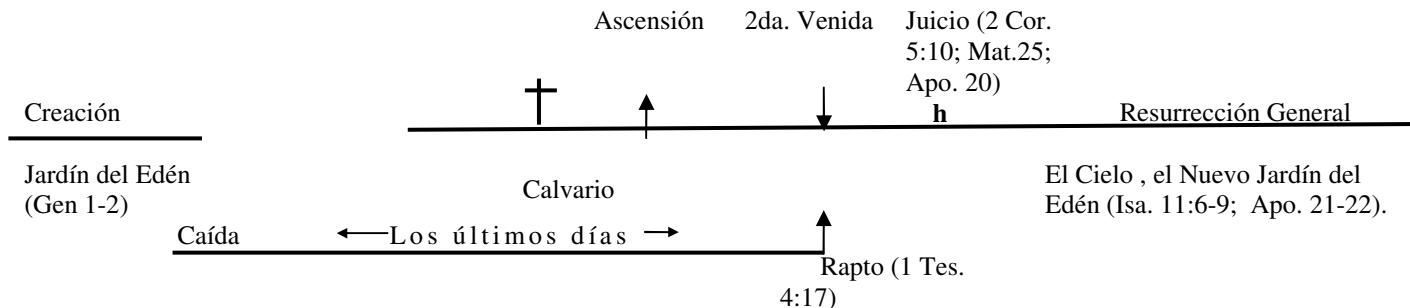 Ascensión
2da. Venida
Juicio (2 Cor.
5:10; Mat.25;
Apo. 20)
Creación
h
Resurrección General
Jardín del Edén
(Gen 1-2)
Calvario
El Cielo , el Nuevo Jardín del
Edén (Isa. 11:6-9; Apo. 21-22).
Caída
Los últimos días
Rapto (1 Tes.
4:17)